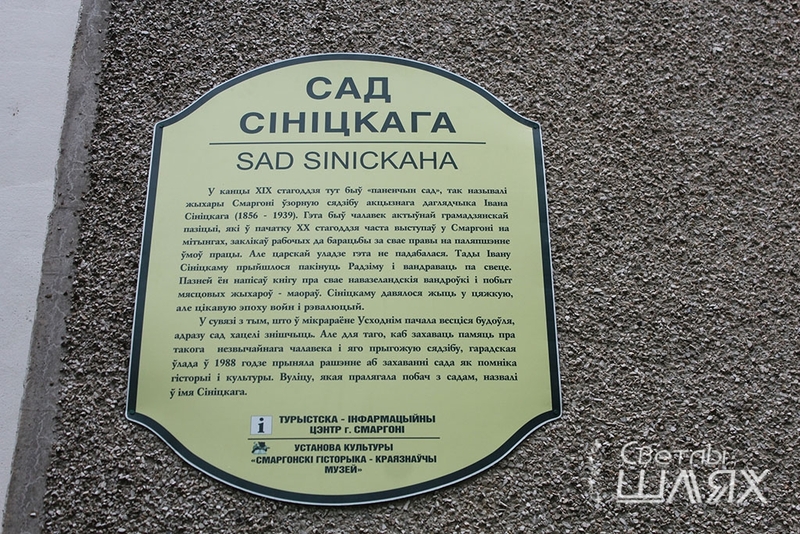 САД
СІНІЦКАГА
SAD SINICKAHA
У канцы XIX стагоддзя тут быў «паненчын сад», так называлі
жыхары Смаргоні ўзорную сядзібу акцызнага даглядчыка Івана
Сініцкага (1856 - 1939). Гэта быў чалавек актыўнай грамадзянскай
пазіцыі, які ў пачатку XX стагоддзя часта выступаў у Смаргоні на
мітынгах, заклікаў рабочых да барацьбы за свае правы на паляпшэнне
ўмоў працы. Але царскай уладзе гэта не падабалася. Тады Івану
Сініцкаму прыйшлося пакінуць Радзіму і вандраваць па свеце.
Пазней ён напісаў кнігу пра свае навазеландскія вандроўкі і побыт
мясцовых жыхароў - маораў. Сініцкаму давялося жыць у цяжкую,
але цікавую эпоху войн і рэвалюцый.
У сувязі з тым, што ў мікрараёне Усходнім пачала весціся будоўля,
адразу сад хацелі знішчыць. Але для таго, каб захаваць памяць пра
такога незвычайнага чалавека і яго прыгожую сядзібу, гарадская
ўлада ў 1988 годзе прыняла рашэнне аб захаванні сада як помніка
гісторыі і культуры. Вуліцу, якая пралягала побач з садам, назвалі
ў імя Сініцкага.
i ТУРЫСТСКА - ІНФАРМАЦЫЙНЫ
ЦЭНТР г. СМАРГОНІ
УСТАНОВА КУЛЬТУРЫ
«СМАРГОНСКІ ГІСТОРЫКА - КРАЯЗНАЎЧЫ
МУЗЕЙ»
Светлы
ШЛЯХ